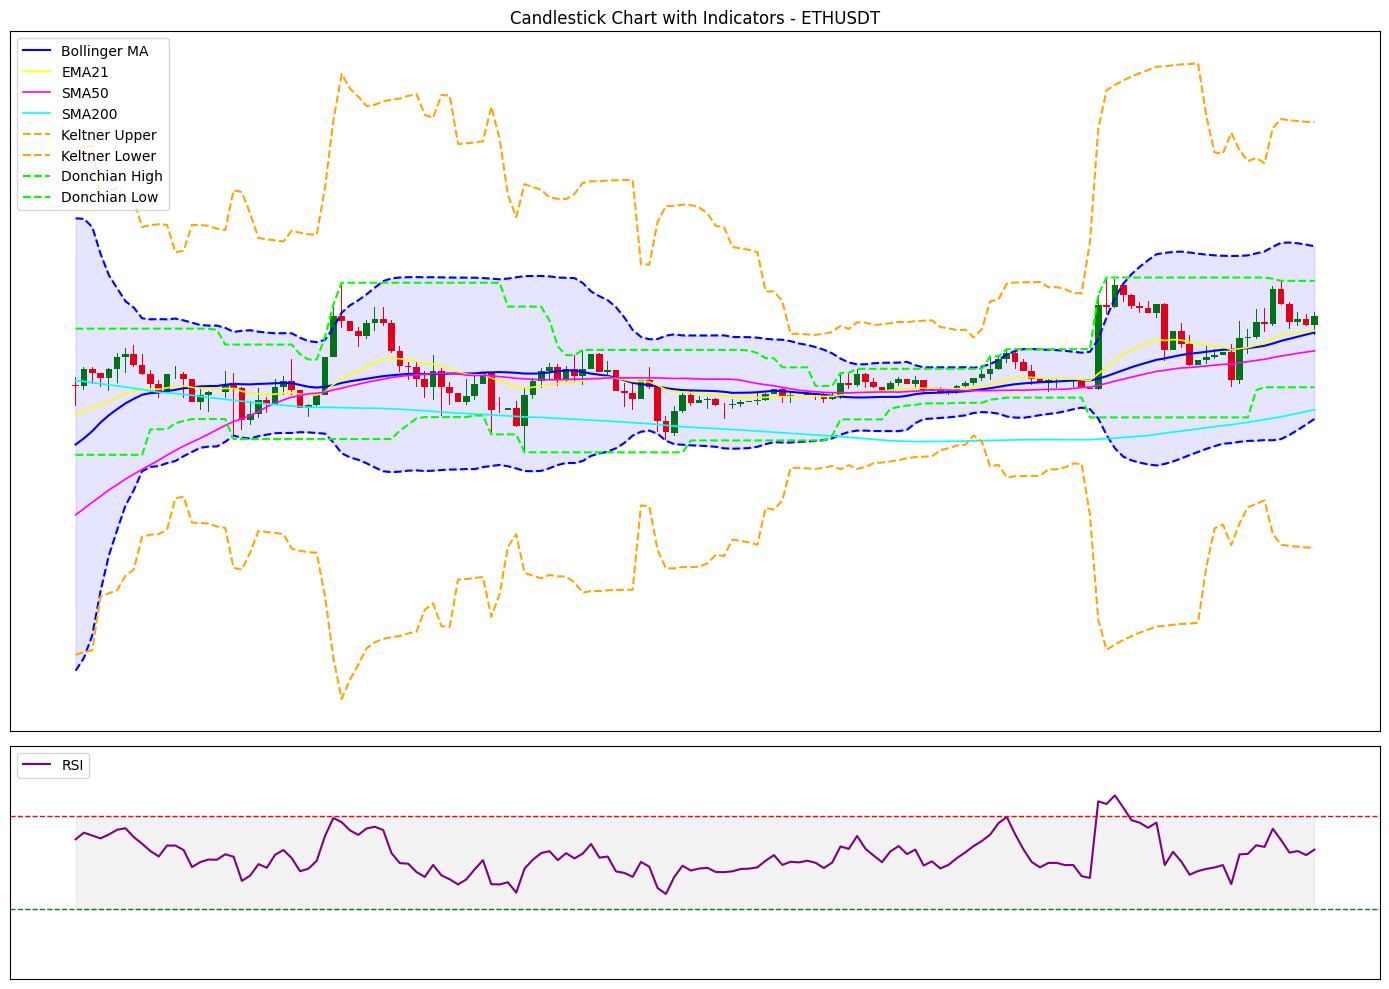 Candlestick Chart with Indicators - ETHUSDT
Bollinger MA
EMA21
SMA50
SMA200
Keltner Upper
Keltner Lower
Donchian High
Donchian Low
RSI